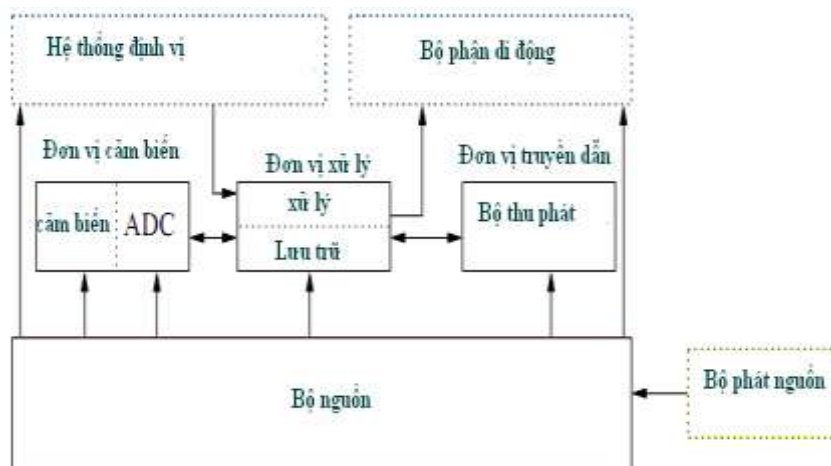 Hệ thống định vị
Bộ phận di động
Đơn vị cảm biến
Đơn vị xử lý
Đơn vị truyền dẫn
cảm biến
ADC
xử lý
Lưu trữ
Bộ thu phát
Bộ nguồn
Bộ phát nguồn